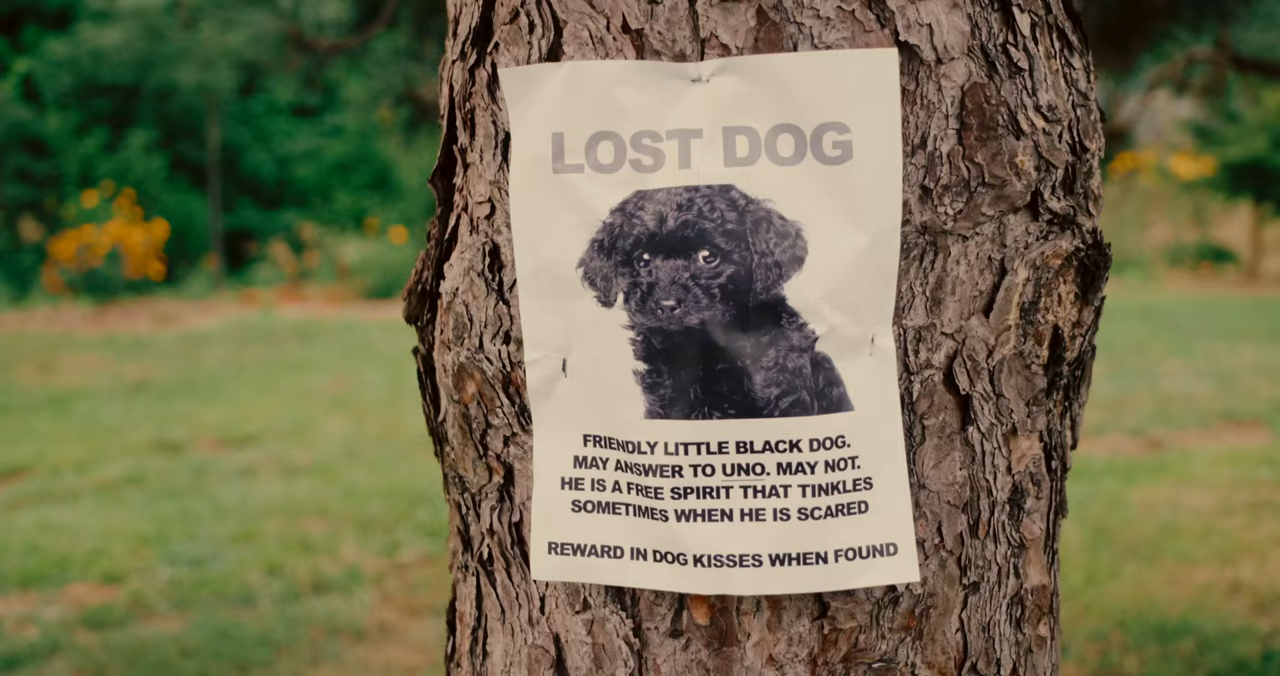 LOST DOG
FRIENDLY LITTLE BLACK DOG.
MAY ANSWER TO UNO. MAY NOT.
HE IS A FREE SPIRIT THAT TINKLES
SOMETIMES WHEN HE IS SCARED
REWARD IN DOG KISSES WHEN FOUND